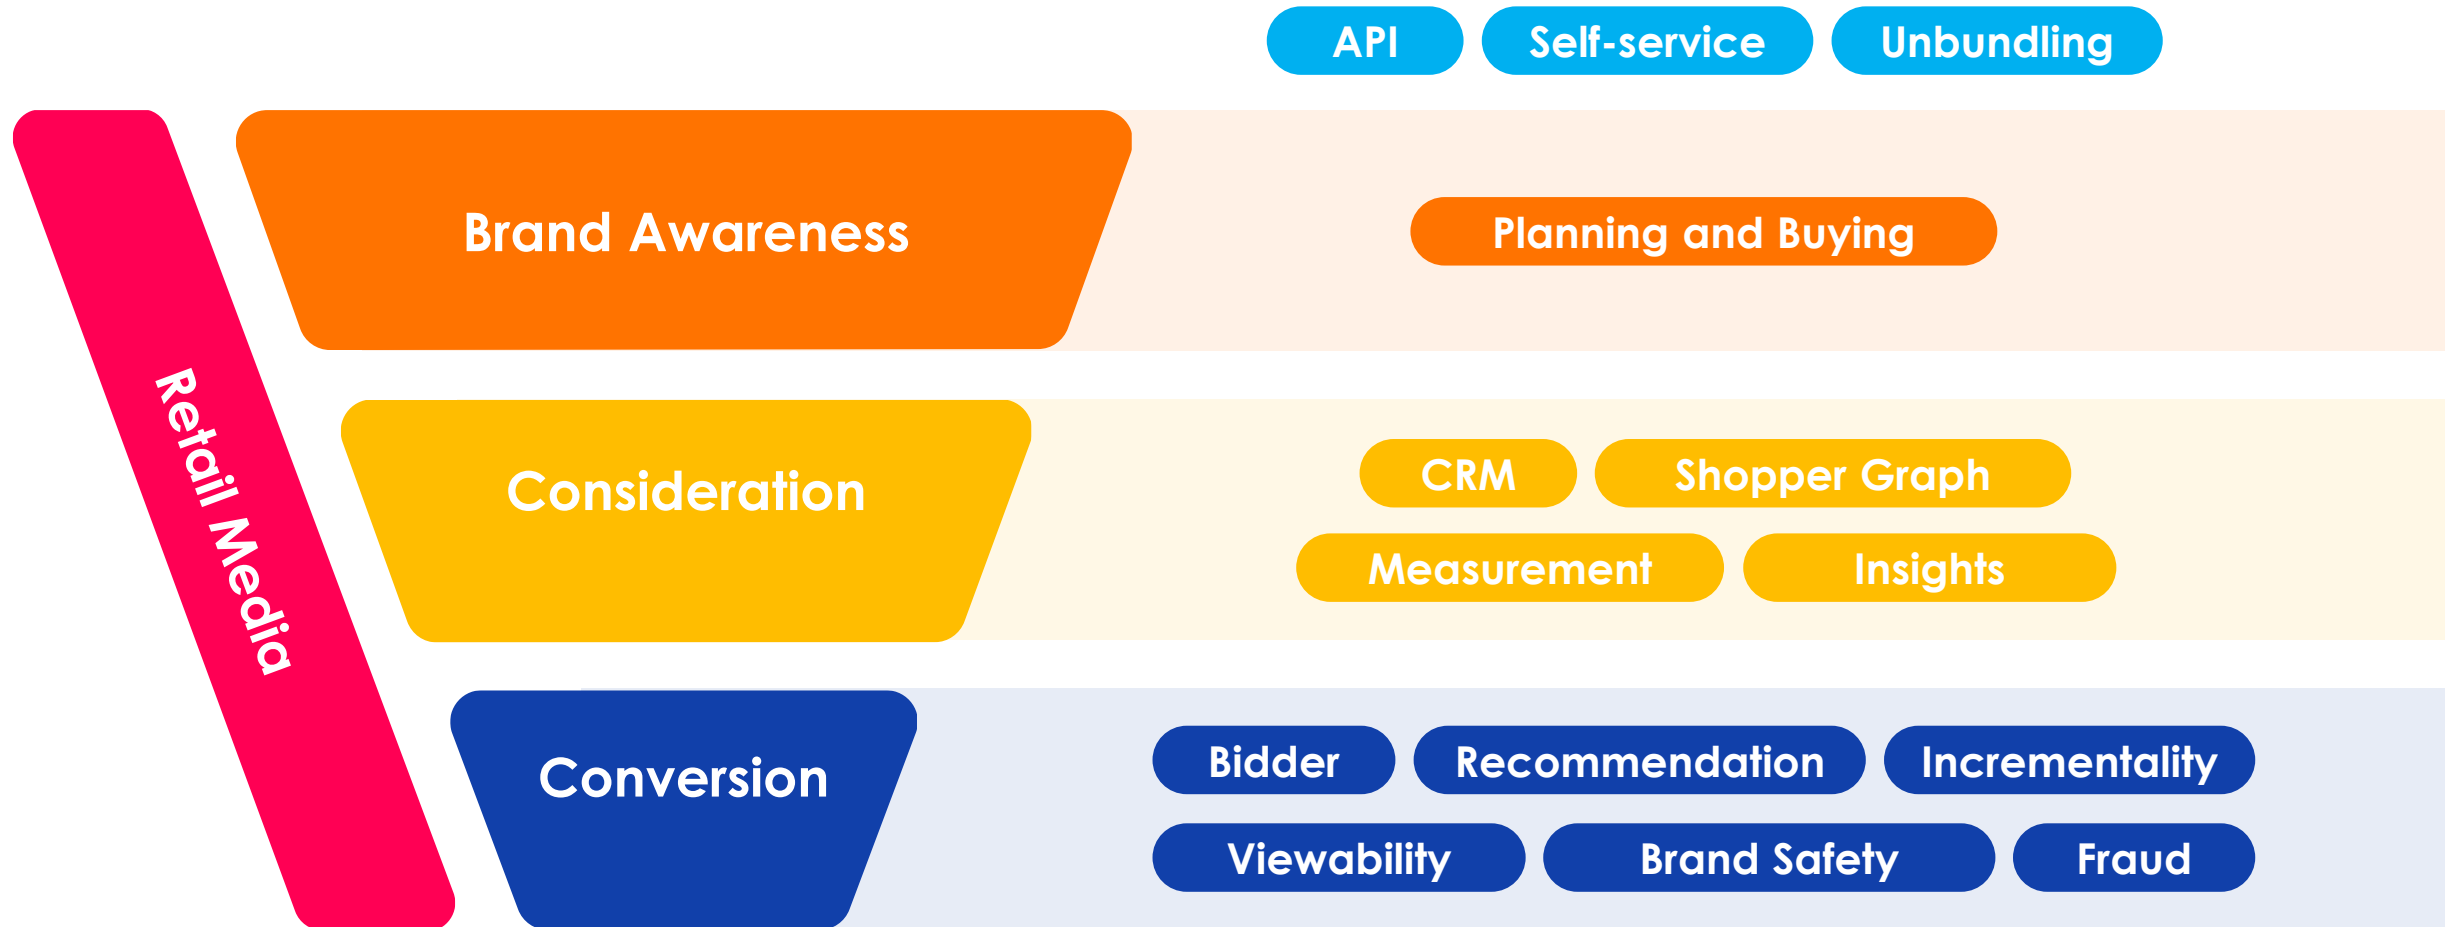 API Self-service Unbundling
Retail Media
Brand Awareness
Planning and Buying
Consideration
CRM Shopper Graph
Measurement Insights
Conversion
Bidder Recommendation Incrementality
Viewability Brand Safety Fraud